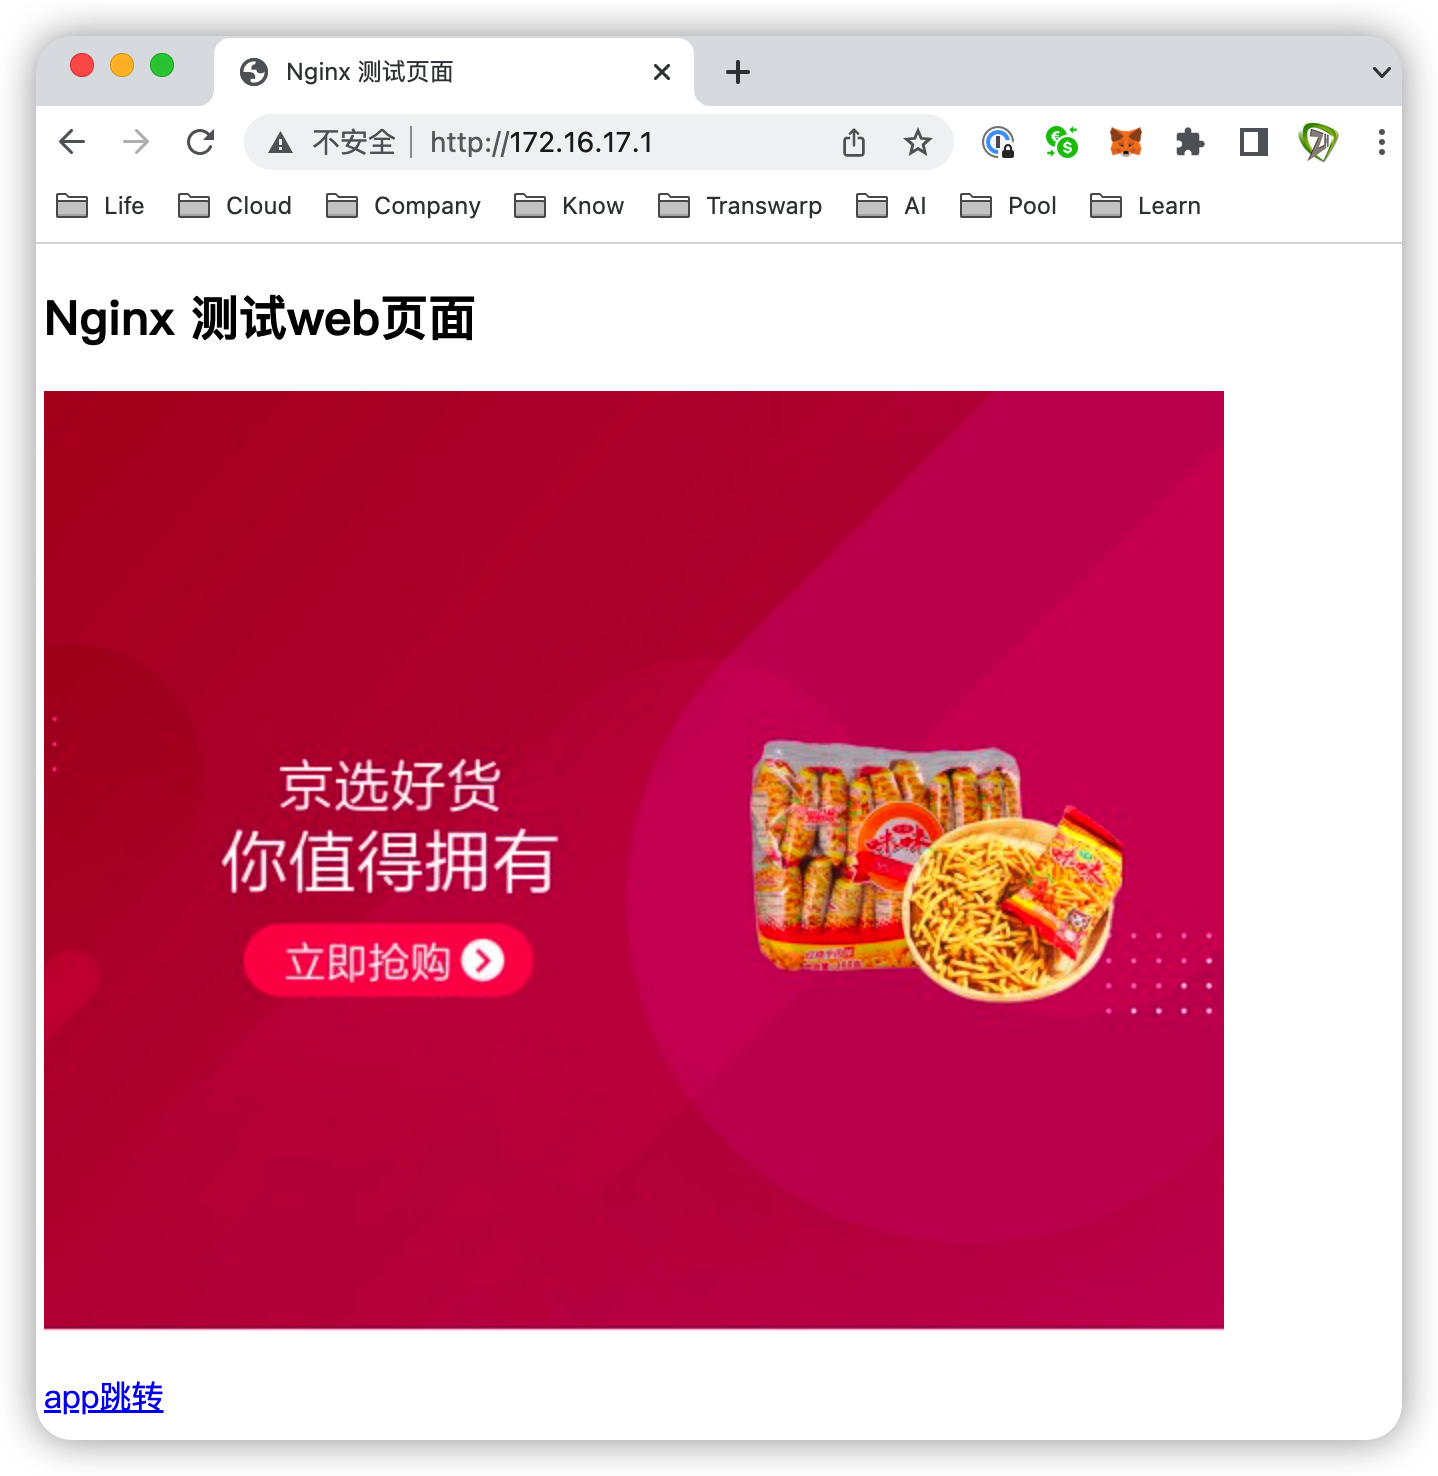 Nginx 测试页面
不安全 http://172.16.17.1
Life Cloud Company Know Transwarp AI Pool Learn
Nginx 测试web页面
京选好货
你值得拥有
立即抢购
app跳转